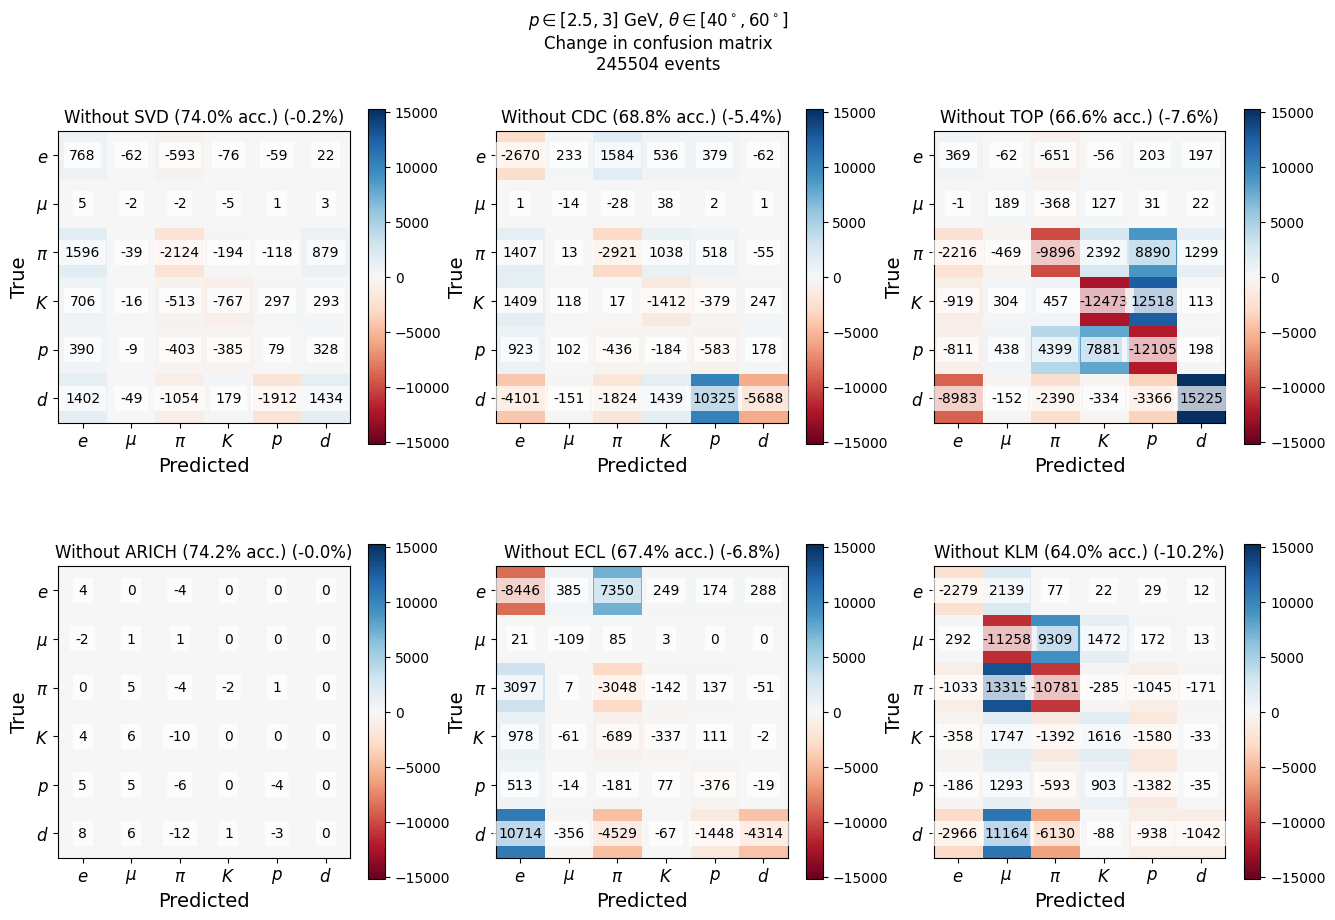 p ∈ [2.5, 3] GeV, θ ∈ [40°, 60°]
Change in confusion matrix
245504 events
Without SVD (74.0% acc.) (-0.2%)
True
e 768 -62 -593 -76 -59 22
μ 5 -2 -2 -5 1 3
π 1596 -39 -2124 -194 -118 879
K 706 -16 -513 -767 297 293
p 390 -9 -403 -385 79 328
d 1402 -49 -1054 179 -1912 1434
e μ π K p d
Predicted
15000
10000
5000
0
−5000
−10000
−15000
Without CDC (68.8% acc.) (-5.4%)
True
e -2670 233 1584 536 379 -62
μ 1 -14 -28 38 2 1
π 1407 13 -2921 1038 518 -55
K 1409 118 17 -1412 -379 247
p 923 102 -436 -184 -583 178
d -4101 -151 -1824 1439 10325 -5688
e μ π K p d
Predicted
15000
10000
5000
0
−5000
−10000
−15000
Without TOP (66.6% acc.) (-7.6%)
True
e 369 -62 -651 -56 203 197
μ -1 189 -368 127 31 22
π -2216 -469 -9896 2392 8890 1299
K -919 304 457 -12473 12518 113
p -811 438 4399 7881 -12105 198
d -8983 -152 -2390 -334 -3366 15225
e μ π K p d
Predicted
15000
10000
5000
0
−5000
−10000
−15000
Without ARICH (74.2% acc.) (-0.0%)
True
e 4 0 -4 0 0 0
μ -2 1 1 0 0 0
π 0 5 -4 -2 1 0
K 4 6 -10 0 0 0
p 5 5 -6 0 -4 0
d 8 6 -12 1 -3 0
e μ π K p d
Predicted
15000
10000
5000
0
−5000
−10000
−15000
Without ECL (67.4% acc.) (-6.8%)
True
e -8446 385 7350 249 174 288
μ 21 -109 85 3 0 0
π 3097 7 -3048 -142 137 -51
K 978 -61 -689 -337 111 -2
p 513 -14 -181 77 -376 -19
d 10714 -356 -4529 -67 -1448 -4314
e μ π K p d
Predicted
15000
10000
5000
0
−5000
−10000
−15000
Without KLM (64.0% acc.) (-10.2%)
True
e -2279 2139 77 22 29 12
μ 292 -11258 9309 1472 172 13
π -1033 13315 -10781 -285 -1045 -171
K -358 1747 -1392 1616 -1580 -33
p -186 1293 -593 903 -1382 -35
d -2966 11164 -6130 -88 -938 -1042
e μ π K p d
Predicted
15000
10000
5000
0
−5000
−10000
−15000